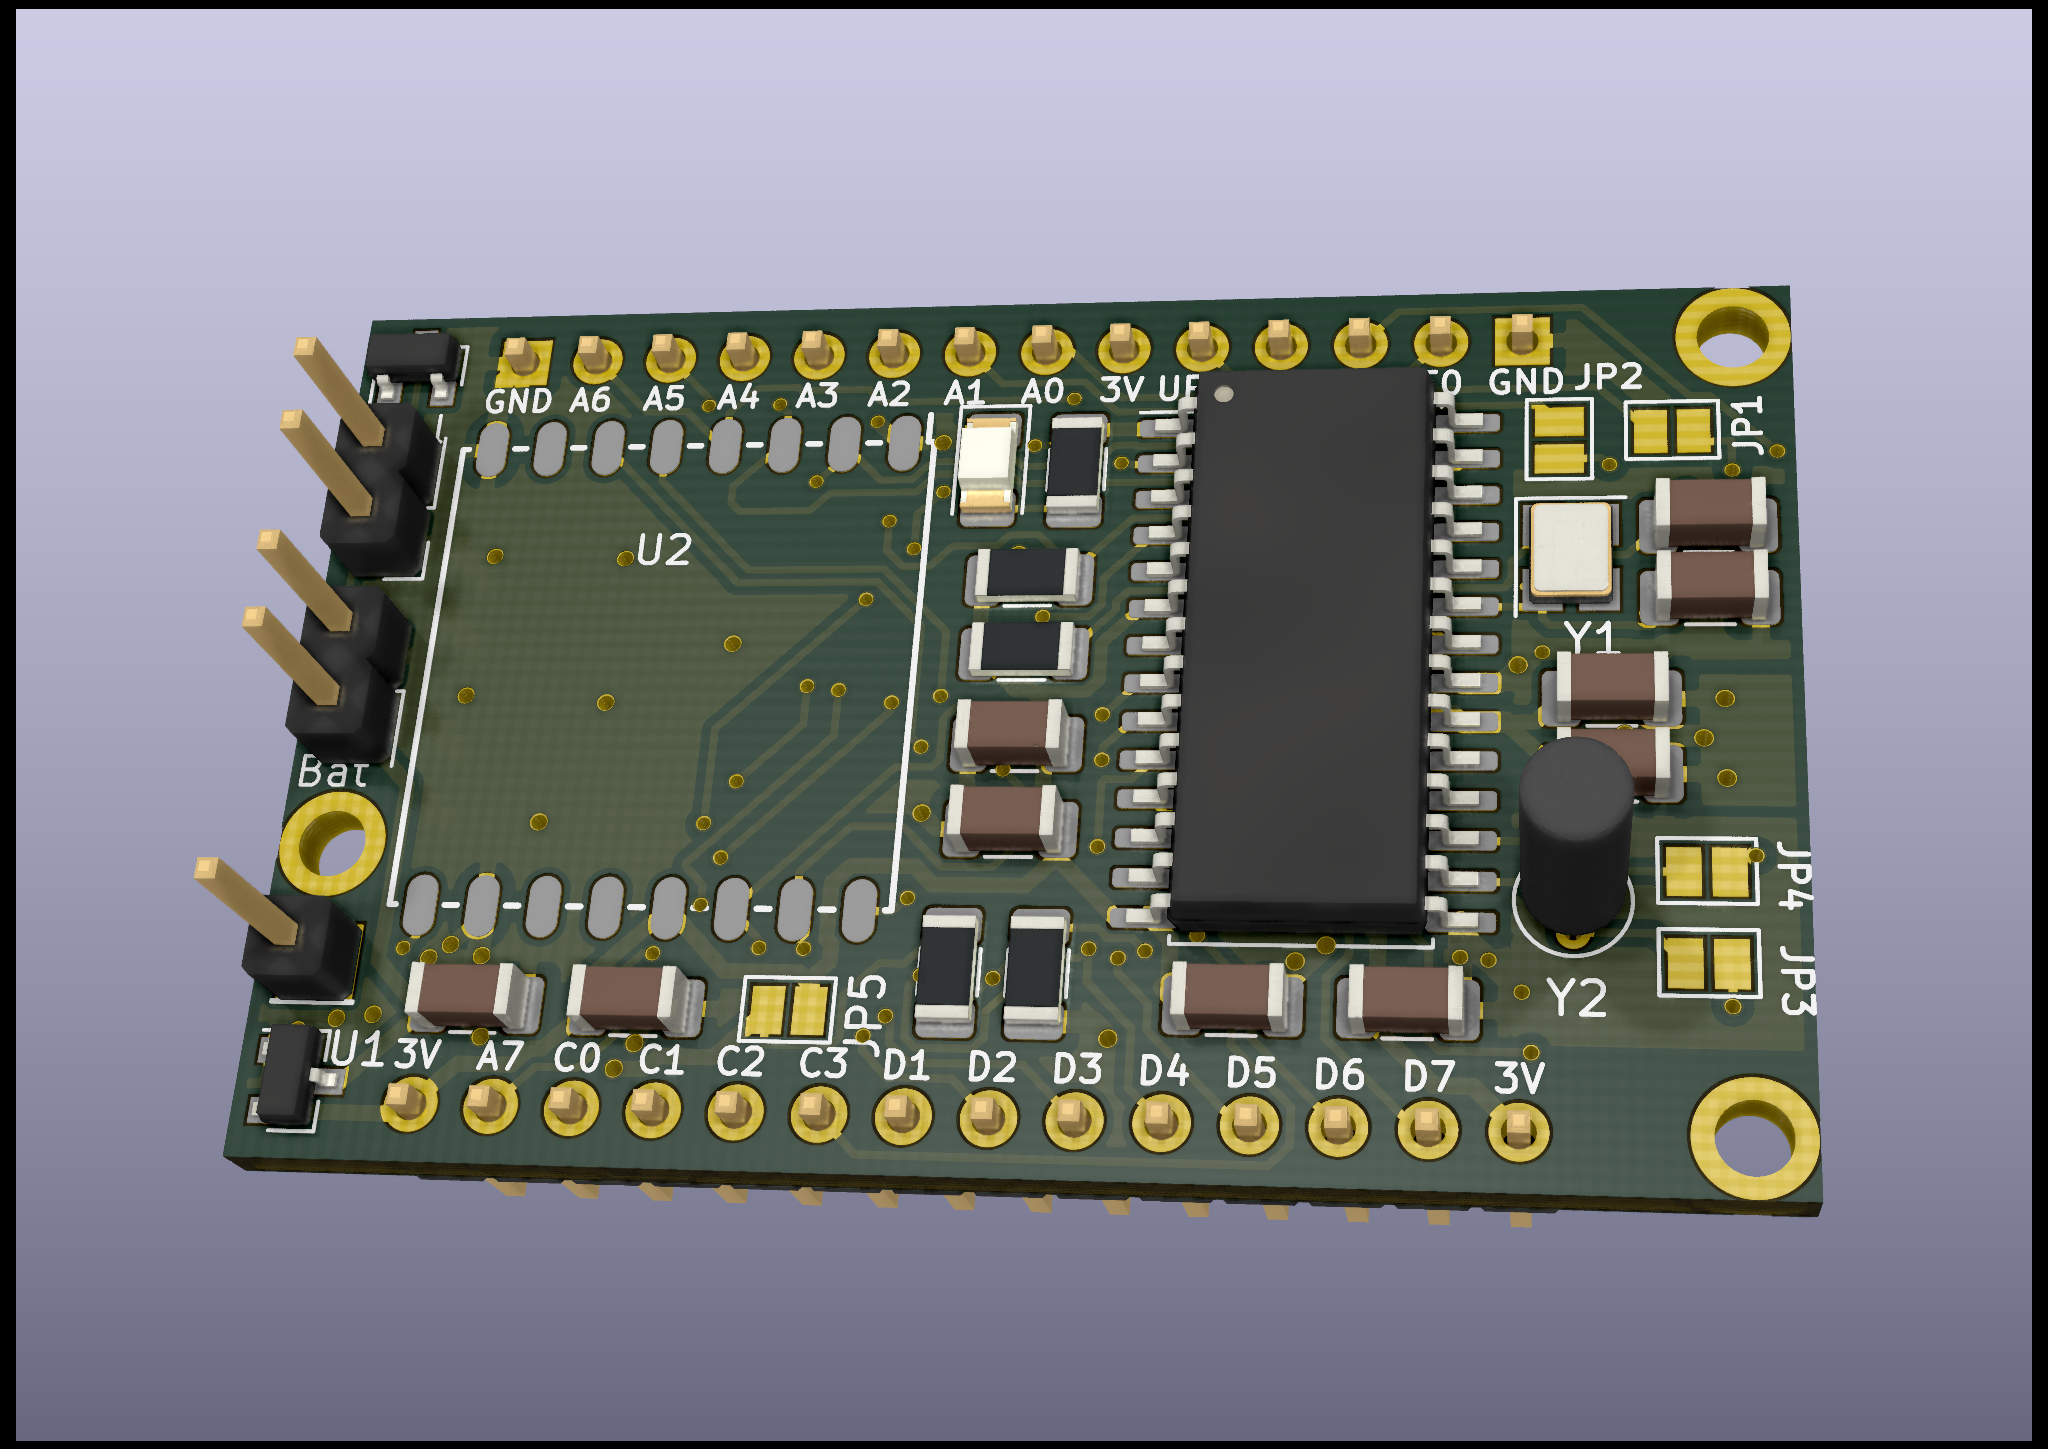 GND A6 A5 A4 A3 A2 A1 A0 3V GND JP2
JP1
U2
Y1
Bat
JP4
JP3
Y2
JP5
U1 3V A7 C0 C1 C2 C3 D1 D2 D3 D4 D5 D6 D7 3V